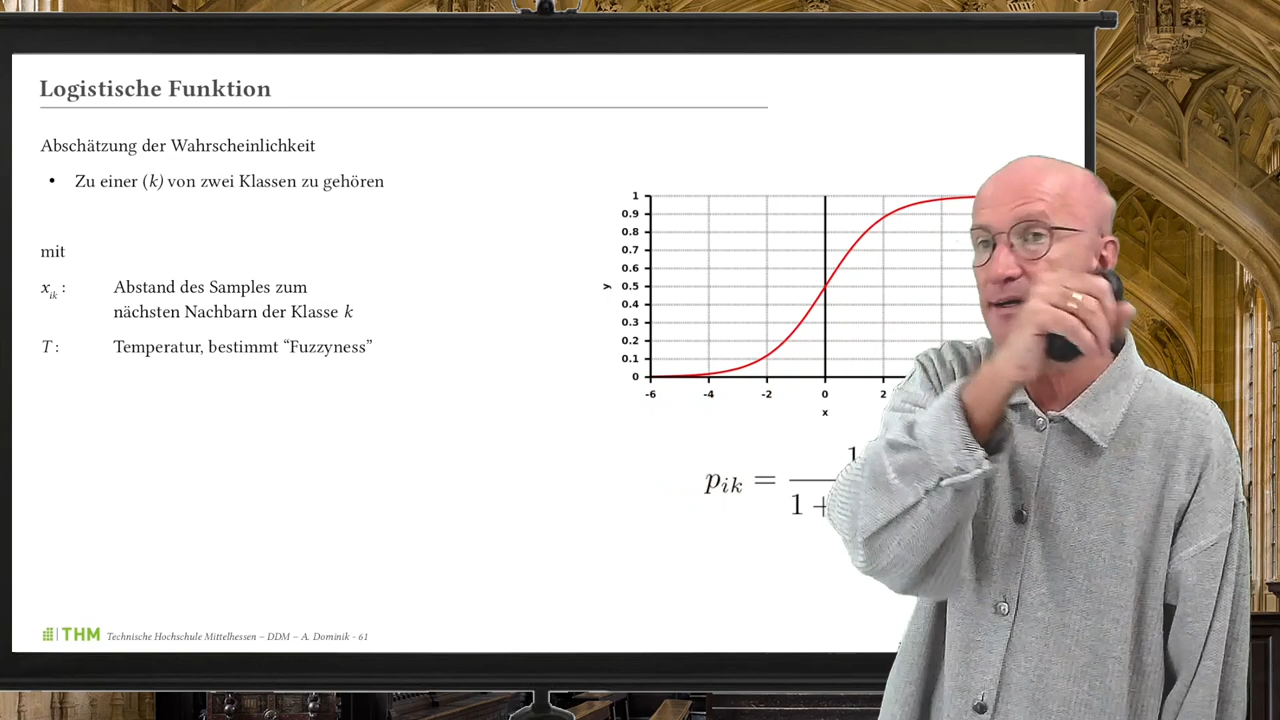 Logistische Funktion
Abschätzung der Wahrscheinlichkeit
• Zu einer (k) von zwei Klassen zu gehören
mit
x_ik : Abstand des Samples zum
nächsten Nachbarn der Klasse k
T : Temperatur, bestimmt “Fuzzyness”
1
0.9
0.8
0.7
0.6
0.5
0.4
0.3
0.2
0.1
0
y
-6 -4 -2 0 2
x
p_ik = 1
1 +
THM Technische Hochschule Mittelhessen – DDM – A. Dominik - 61